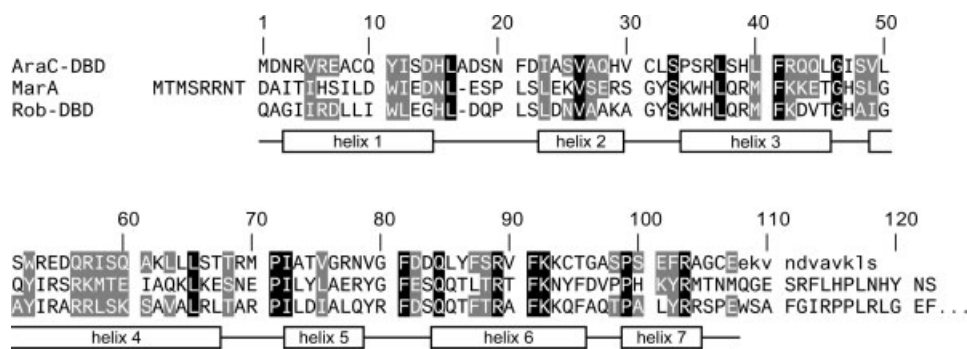 1 10 20 30 40 50
AraC-DBD MDNRVREACQ YISDHLADSN FDIASVAQHV CLSPSRLSHL FRQQLGISVL
MarA MTMSRRNT DAITIHSILD WIEDNL-ESP LSLEKVSERS GYSKWHLQRM FKKETGHSLG
Rob-DBD QAGIIRDLLI WLEGHL-DQP LSLDNVAAKA GYSKWHLQRM FKDVTGHAIG
helix 1 helix 2 helix 3
60 70 80 90 100 110 120
SWREDQRISQ AKLLLSTTRM PIATVGRNVG FDDQLYFSRV FKKCTGASPS EFRAGCEekv ndvavkls
QYIRSRKMTE IAQKLKESNE PILYLAERYG FESQQTLTRT FKNYFDVPPH KYRMTNMQGE SRFLHPLNHY NS
AYIRARRLSK SAVALRLTAR PILDIALQYR FDSQQTFTRA FKKQFAQTPA LYRRSPEWSA FGIRPPLRLG EF...
helix 4 helix 5 helix 6 helix 7